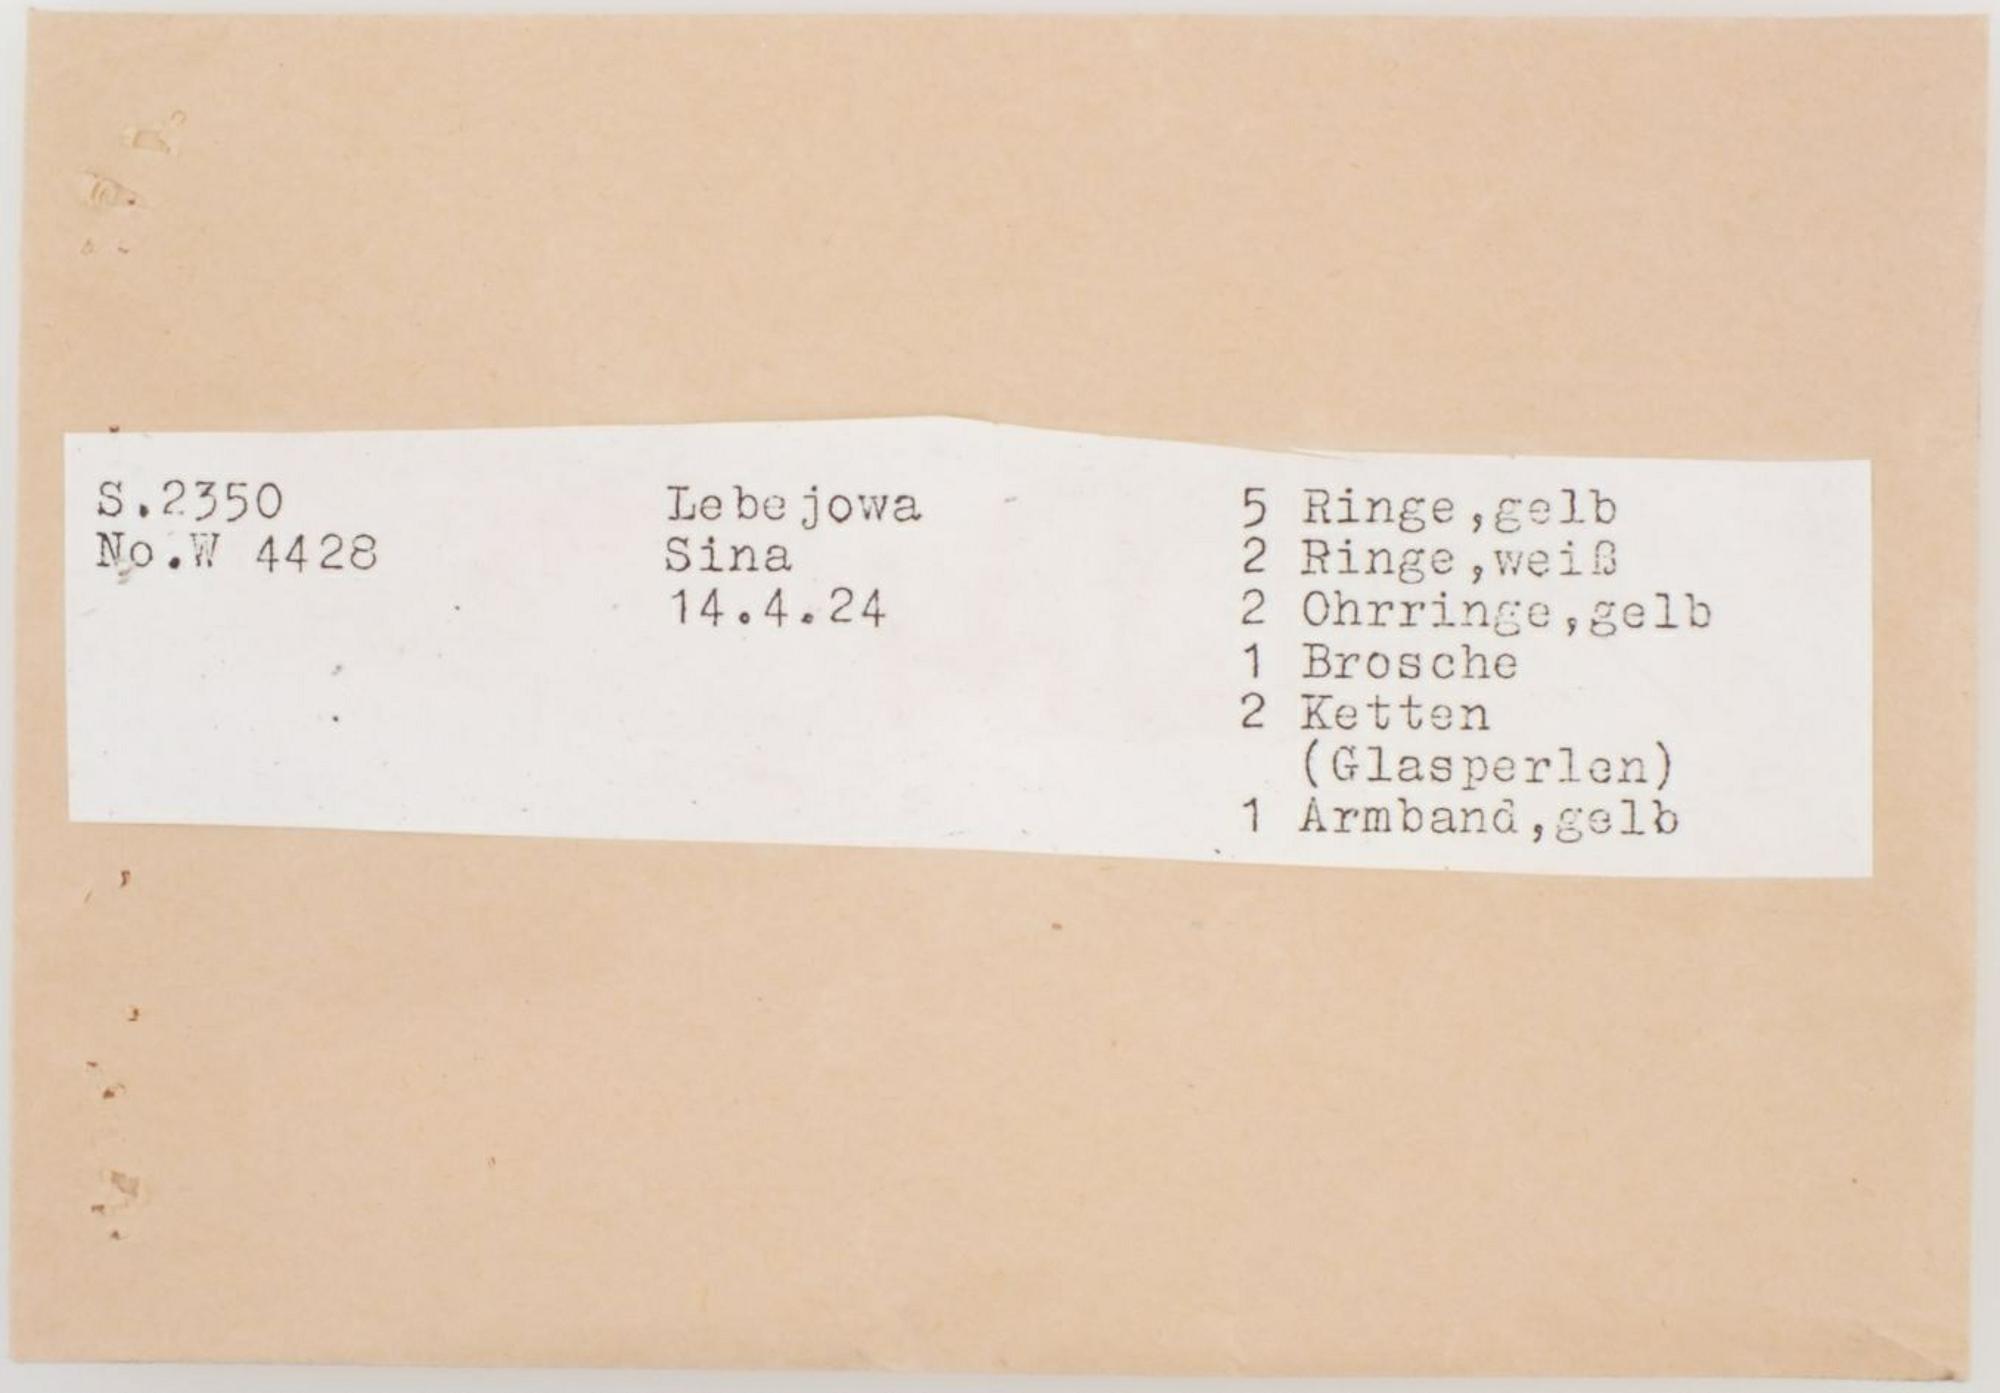 S.2350
No.W 4428
Lebejowa
Sina
14.4.24
5 Ringe,gelb
2 Ringe,weiß
2 Ohrringe,gelb
1 Brosche
2 Ketten
(Glasperlen)
1 Armband,gelb